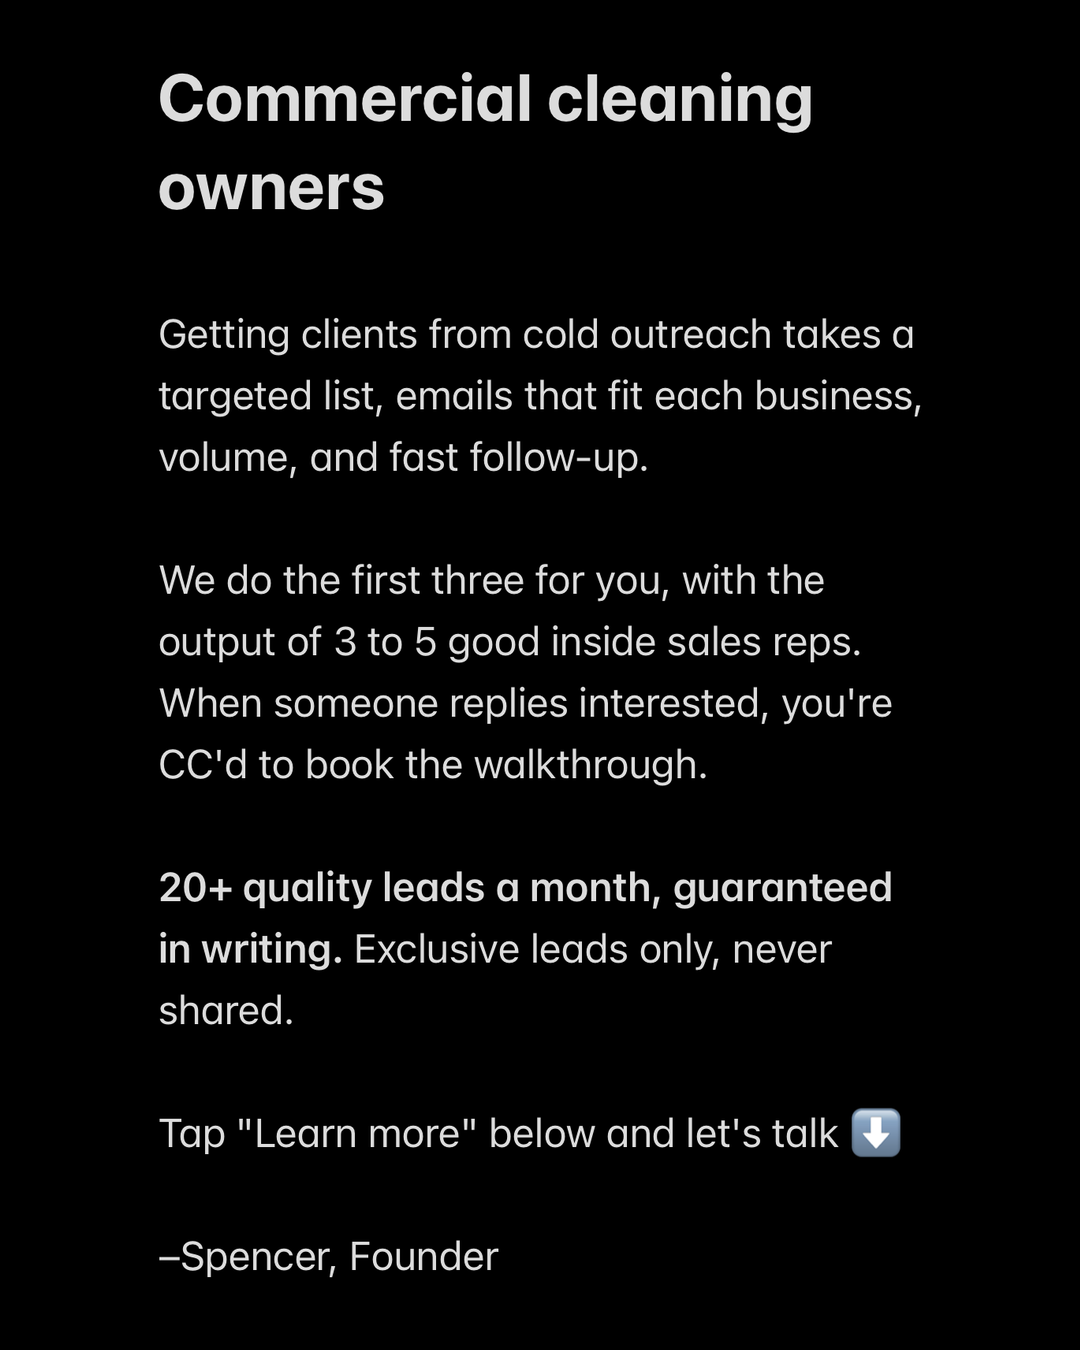 Commercial cleaning
owners
Getting clients from cold outreach takes a
targeted list, emails that fit each business,
volume, and fast follow-up.
We do the first three for you, with the
output of 3 to 5 good inside sales reps.
When someone replies interested, you're
CC'd to book the walkthrough.
20+ quality leads a month, guaranteed
in writing. Exclusive leads only, never
shared.
Tap "Learn more" below and let's talk ⬇️
–Spencer, Founder